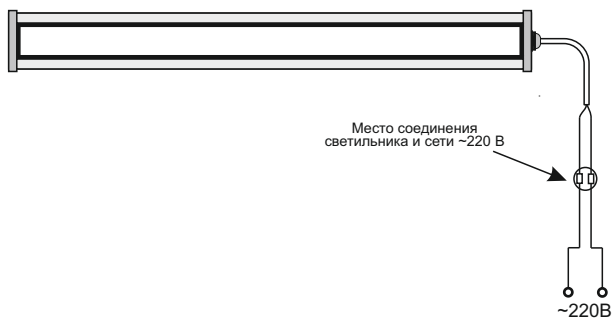 Место соединения
светильника и сети ~220 В
~220В